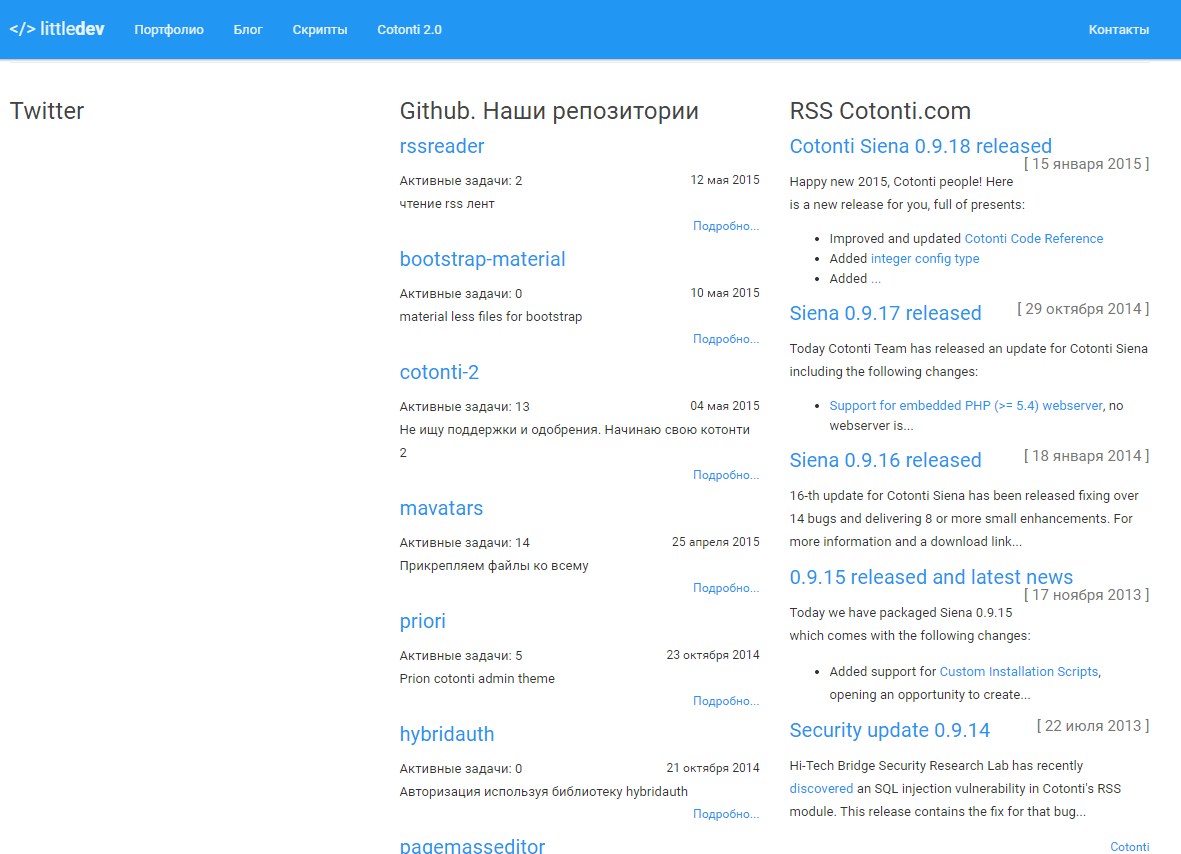 </> littledev Портфолио Блог Скрипты Cotonti 2.0 Контакты
Twitter
Github. Наши репозитории
rssreader
Активные задачи: 2 12 мая 2015
чтение rss лент
Подробно...
bootstrap-material
Активные задачи: 0 10 мая 2015
material less files for bootstrap
Подробно...
cotonti-2
Активные задачи: 13 04 мая 2015
Не ищу поддержки и одобрения. Начинаю свою котонти
2
Подробно...
mavatars
Активные задачи: 14 25 апреля 2015
Прикрепляем файлы ко всему
Подробно...
priori
Активные задачи: 5 23 октября 2014
Prion cotonti admin theme
Подробно...
hybridauth
Активные задачи: 0 21 октября 2014
Авторизация используя библиотеку hybridauth
Подробно...
pagemasseditor
RSS Cotonti.com
Cotonti Siena 0.9.18 released
[ 15 января 2015 ]
Happy new 2015, Cotonti people! Here
is a new release for you, full of presents:
• Improved and updated Cotonti Code Reference
• Added integer config type
• Added ...
Siena 0.9.17 released [ 29 октября 2014 ]
Today Cotonti Team has released an update for Cotonti Siena
including the following changes:
• Support for embedded PHP (>= 5.4) webserver, no
webserver is...
Siena 0.9.16 released [ 18 января 2014 ]
16-th update for Cotonti Siena has been released fixing over
14 bugs and delivering 8 or more small enhancements. For
more information and a download link...
0.9.15 released and latest news
[ 17 ноября 2013 ]
Today we have packaged Siena 0.9.15
which comes with the following changes:
• Added support for Custom Installation Scripts,
opening an opportunity to create...
Security update 0.9.14 [ 22 июля 2013 ]
Hi-Tech Bridge Security Research Lab has recently
discovered an SQL injection vulnerability in Cotonti's RSS
module. This release contains the fix for that bug...
Cotonti